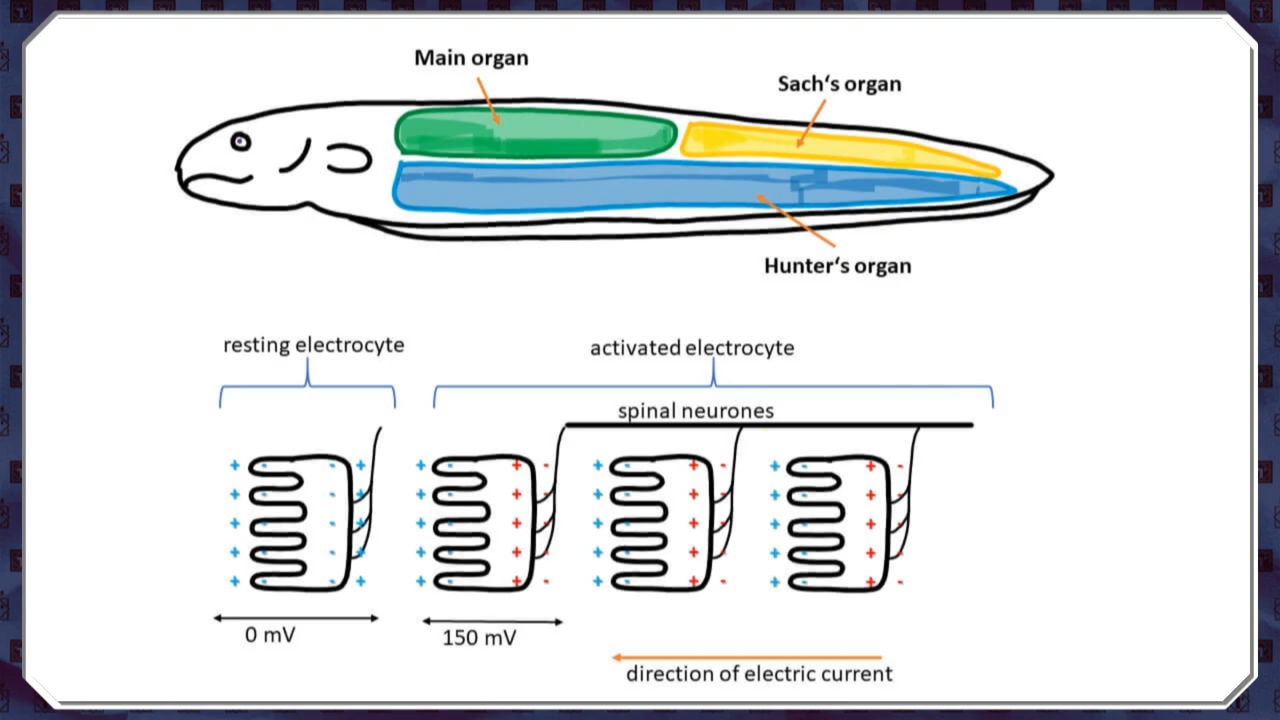 Main organ
Sach‘s organ
Hunter‘s organ
resting electrocyte
activated electrocyte
spinal neurones
+ - - + + - + - + - + - + - + -
+ - - + + - + - + - + - + - + -
+ - - + + - + - + - + - + - + -
+ - - + + - + - + - + - + - + -
+ - - + + - + - + - + - + - + -
0 mV
150 mV
direction of electric current